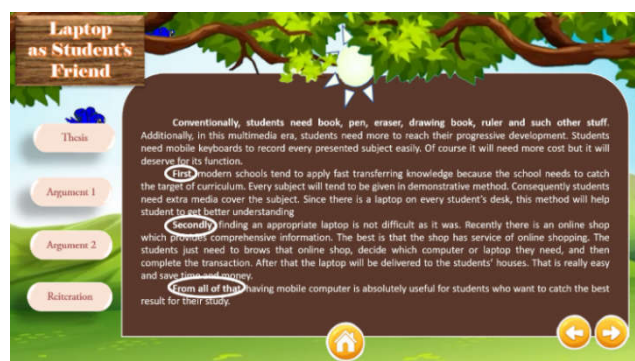 Laptop
as Student's
Friend
Thesis
Argument 1
Argument 2
Reiteration
Conventionally, students need book, pen, eraser, drawing book, ruler and such other stuff.
Additionally, in this multimedia era, students need more to reach their progressive development. Students
need mobile keyboards to record every presented subject easily. Of course it will need more cost but it will
deserve for its function.
First, modern schools tend to apply fast transferring knowledge because the school needs to catch
the target of curriculum. Every subject will tend to be given in demonstrative method. Consequently students
need extra media cover the subject. Since there is a laptop on every student's desk, this method will help
student to get better understanding
Secondly, finding an appropriate laptop is not difficult as it was. Recently there is an online shop
which provides comprehensive information. The best is that the shop has service of online shopping. The
students just need to brows that online shop, decide which computer or laptop they need, and then
complete the transaction. After that the laptop will be delivered to the students' houses. That is really easy
and save time and money.
From all of that, having mobile computer is absolutely useful for students who want to catch the best
result for their study.